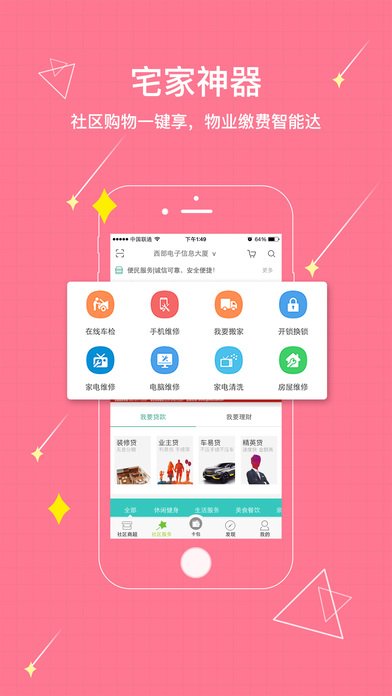 宅家神器
社区购物一键享，物业缴费智能达
中国联通 下午1:49 64%
西部电子信息大厦
便民服务|诚信可靠，安全便捷! 更多
在线车检 手机维修 我要搬家 开锁换锁
家电维修 电脑维修 家电清洗 房屋维修
我要贷款 我要理财
装修贷 业主贷 车易贷 精英贷
全部 休闲健身 生活服务 美食餐饮
社区商超 社区服务 卡包 发现 我的